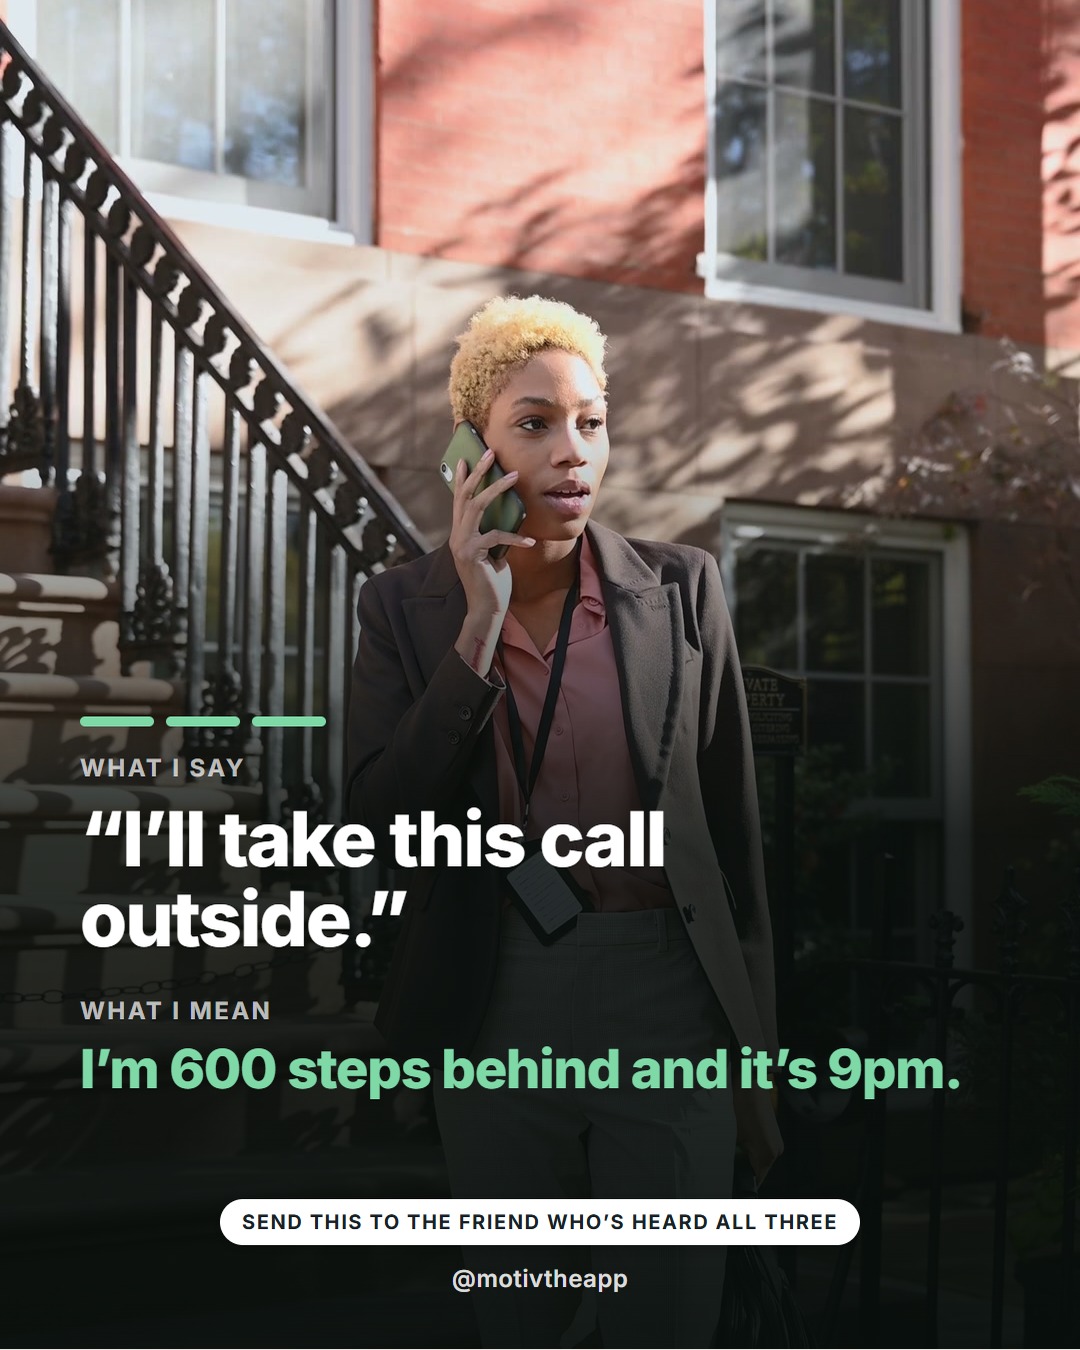 WHAT I SAY
“I’ll take this call
outside.”
WHAT I MEAN
I’m 600 steps behind and it’s 9pm.
SEND THIS TO THE FRIEND WHO’S HEARD ALL THREE
@motivtheapp